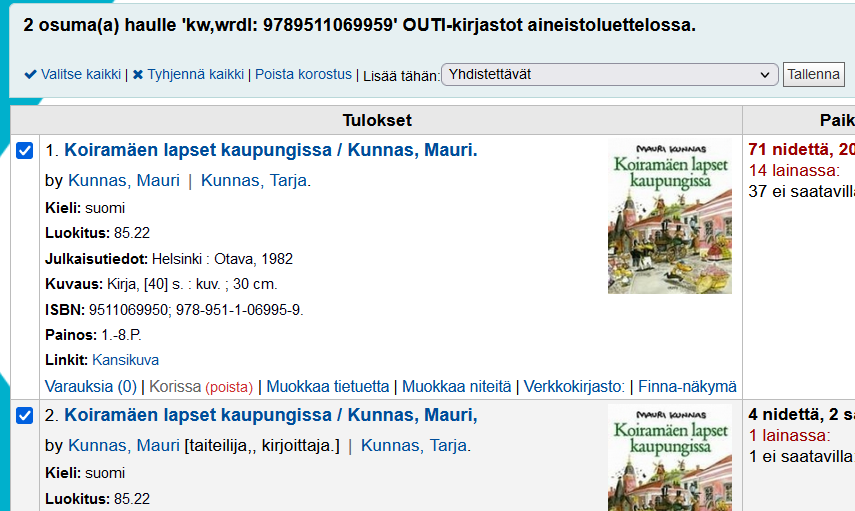 2 osuma(a) haulle 'kw,wrdl: 9789511069959' OUTI-kirjastot aineistoluettelossa.
Valitse kaikki | Tyhjennä kaikki | Poista korostus | Lisää tähän: Yhdistettävät Tallenna
Tulokset Paik
1. Koiramäen lapset kaupungissa / Kunnas, Mauri.
by Kunnas, Mauri | Kunnas, Tarja.
Kieli: suomi
Luokitus: 85.22
Julkaisutiedot: Helsinki : Otava, 1982
Kuvaus: Kirja, [40] s. : kuv. ; 30 cm.
ISBN: 9511069950; 978-951-1-06995-9.
Painos: 1.-8.P.
Linkit: Kansikuva
Varauksia (0) | Korissa (poista) | Muokkaa tietuetta | Muokkaa niteitä | Verkkokirjasto: | Finna-näkymä
MAURI KUNNAS
Koiramäen lapset
kaupungissa
71 nidettä, 20
14 lainassa:
37 ei saatavilla
2. Koiramäen lapset kaupungissa / Kunnas, Mauri,
by Kunnas, Mauri [taiteilija,, kirjoittaja.] | Kunnas, Tarja.
Kieli: suomi
Luokitus: 85.22
MAURI KUNNAS
Koiramäen lapset
kaupungissa
4 nidettä, 2 sa
1 lainassa:
1 ei saatavilla